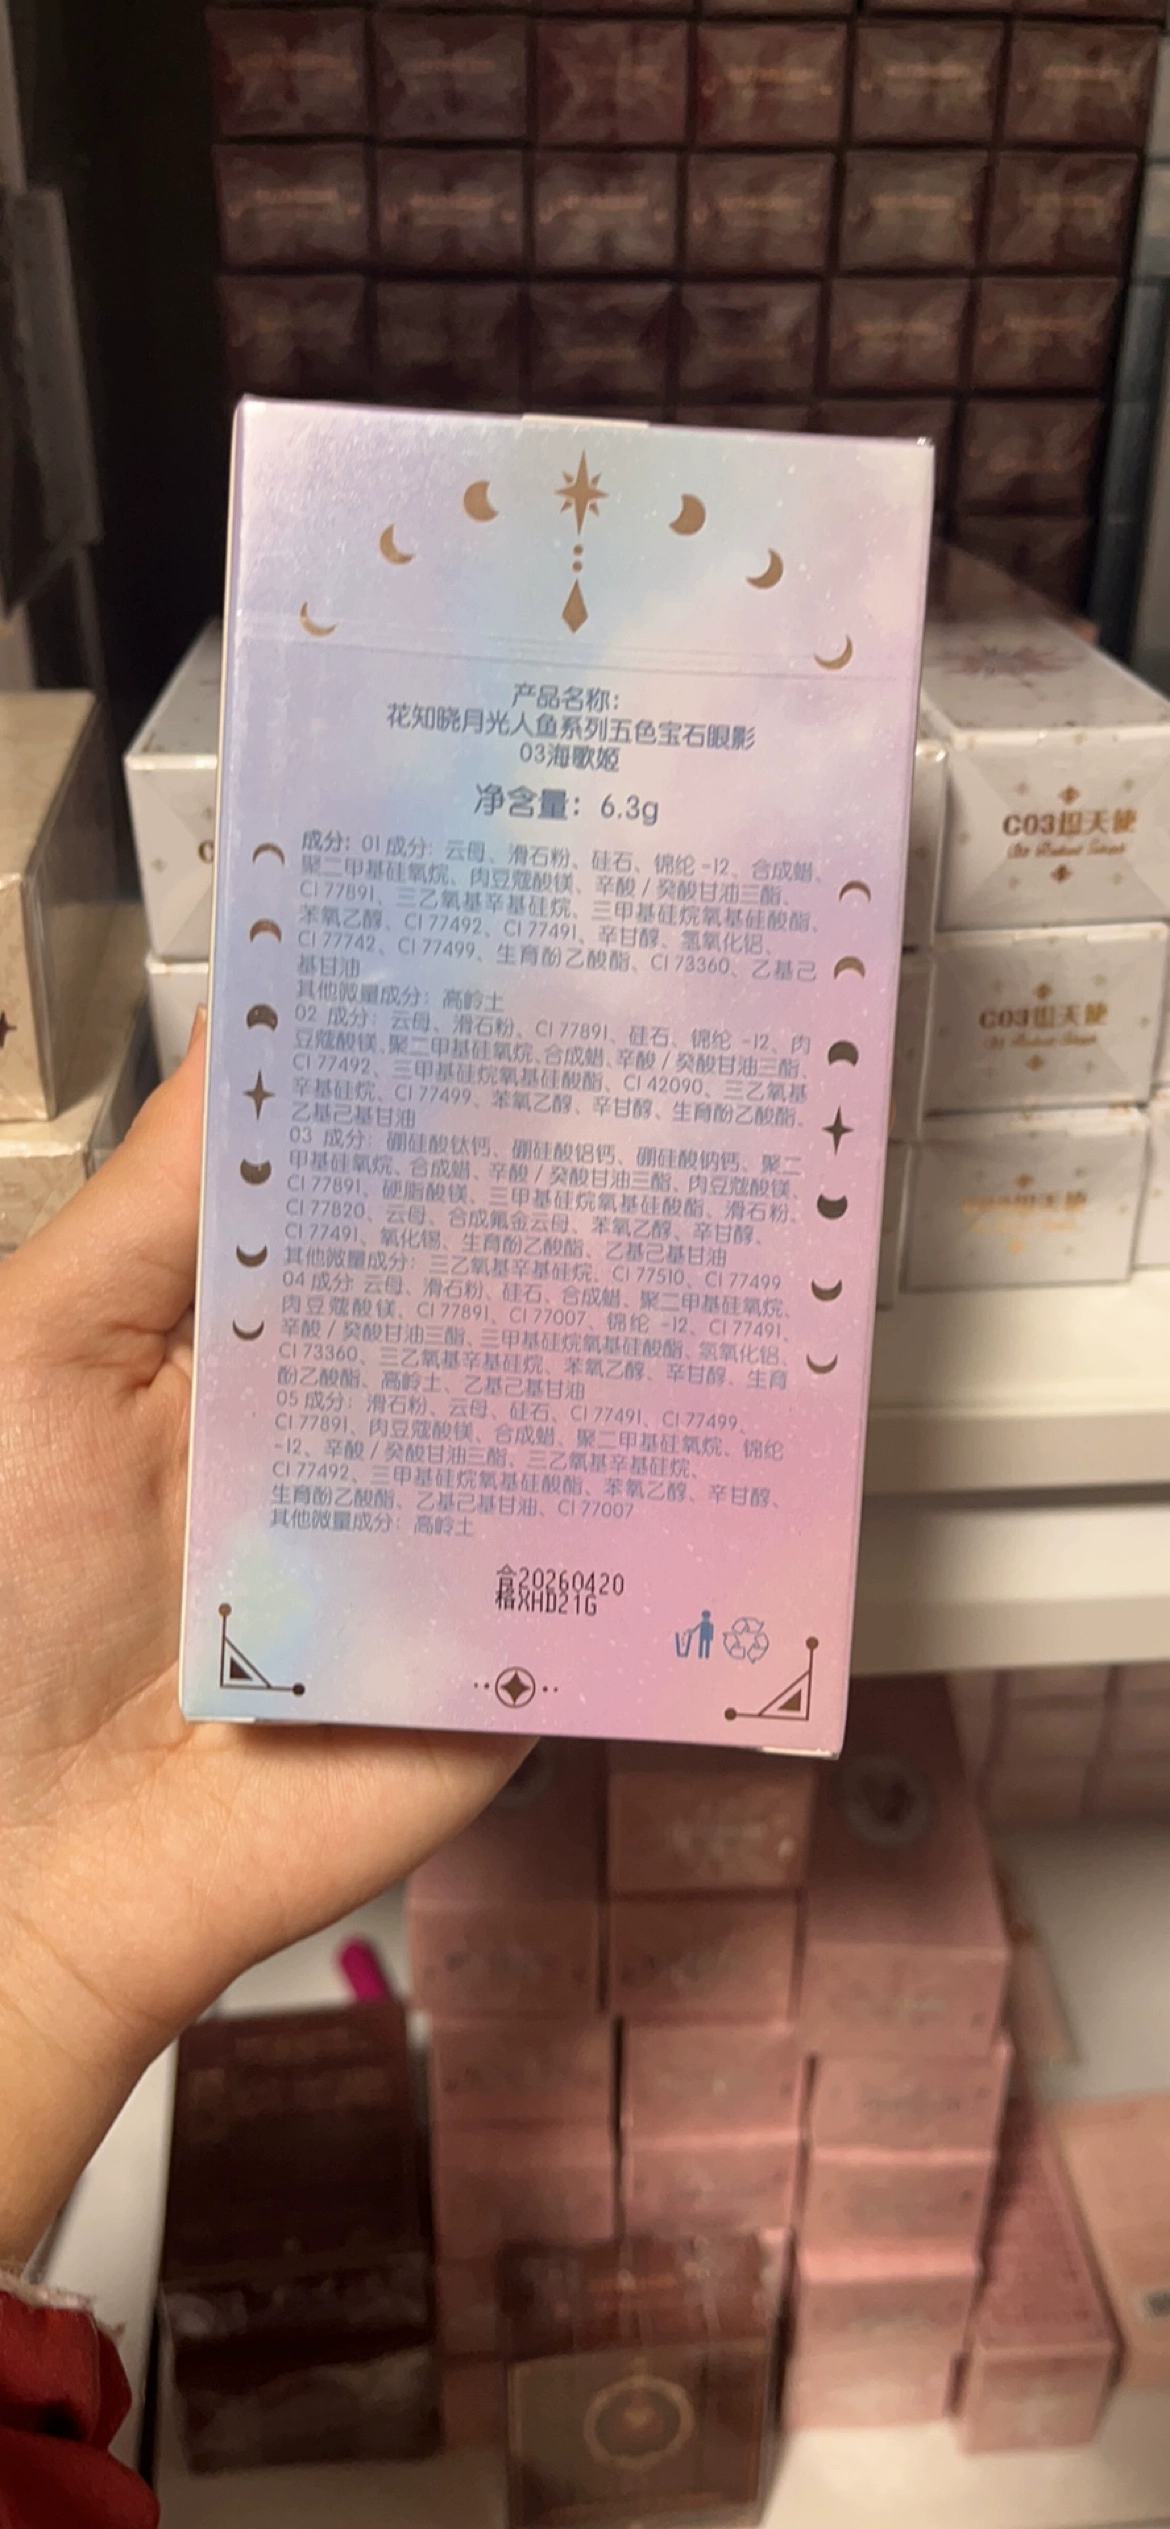 产品名称：
花知晓月光人鱼系列五色宝石眼影
03海歌姬
净含量：6.3g
成分：01 成分：云母、滑石粉、硅石、锦纶 -12、合成蜡、
聚二甲基硅氧烷、肉豆蔻酸镁、辛酸 / 癸酸甘油三酯、
CI 77891、三乙氧基辛基硅烷、三甲基硅烷氧基硅酸酯、
苯氧乙醇、CI 77492、CI 77491、辛甘醇、氢氧化铝、
CI 77742、CI 77499、生育酚乙酸酯、CI 73360、乙基己
基甘油
其他微量成分：高岭土
02 成分：云母、滑石粉、CI 77891、硅石、锦纶 -12、肉
豆蔻酸镁、聚二甲基硅氧烷、合成蜡、辛酸 / 癸酸甘油三酯、
CI 77492、三甲基硅烷氧基硅酸酯、CI 42090、三乙氧基
辛基硅烷、CI 77499、苯氧乙醇、辛甘醇、生育酚乙酸酯、
乙基己基甘油
03 成分：硼硅酸钛钙、硼硅酸铝钙、硼硅酸钠钙、聚二
甲基硅氧烷、合成蜡、辛酸 / 癸酸甘油三酯、肉豆蔻酸镁、
CI 77891、硬脂酸镁、三甲基硅烷氧基硅酸酯、滑石粉、
CI 77820、云母、合成氟金云母、苯氧乙醇、辛甘醇、
CI 77491、氧化锡、生育酚乙酸酯、乙基己基甘油
其他微量成分：三乙氧基辛基硅烷、CI 77510、CI 77499
04 成分 云母、滑石粉、硅石、合成蜡、聚二甲基硅氧烷、
肉豆蔻酸镁、CI 77891、CI 77007、锦纶 -12、CI 77491、
辛酸 / 癸酸甘油三酯、三甲基硅烷氧基硅酸酯、氢氧化铝、
CI 73360、三乙氧基辛基硅烷、苯氧乙醇、辛甘醇、生育
酚乙酸酯、高岭土、乙基己基甘油
05 成分：滑石粉、云母、硅石、CI 77491、CI 77499、
CI 77891、肉豆蔻酸镁、合成蜡、聚二甲基硅氧烷、锦纶
-12、辛酸 / 癸酸甘油三酯、三乙氧基辛基硅烷、
CI 77492、三甲基硅烷氧基硅酸酯、苯氧乙醇、辛甘醇、
生育酚乙酸酯、乙基己基甘油、CI 77007
其他微量成分：高岭土
合20260420
格XHD21G
C03坦天使
C03坦天使